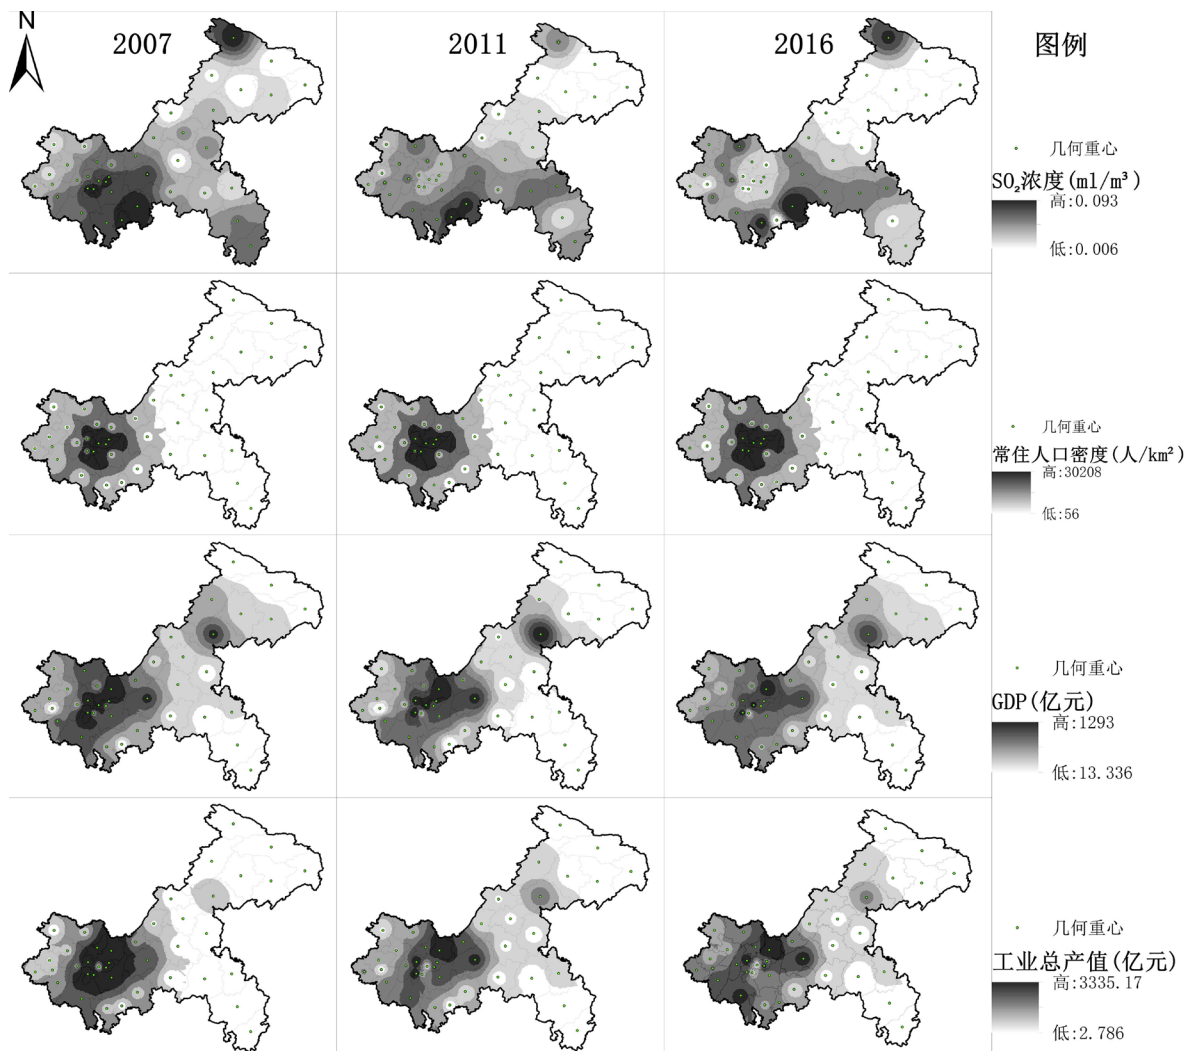 N
2007
2011
2016
图例
几何重心
SO₂浓度(ml/m³)
高:0.093
低:0.006
几何重心
常住人口密度(人/km²)
高:30208
低:56
几何重心
GDP(亿元)
高:1293
低:13.336
几何重心
工业总产值(亿元)
高:3335.17
低:2.786